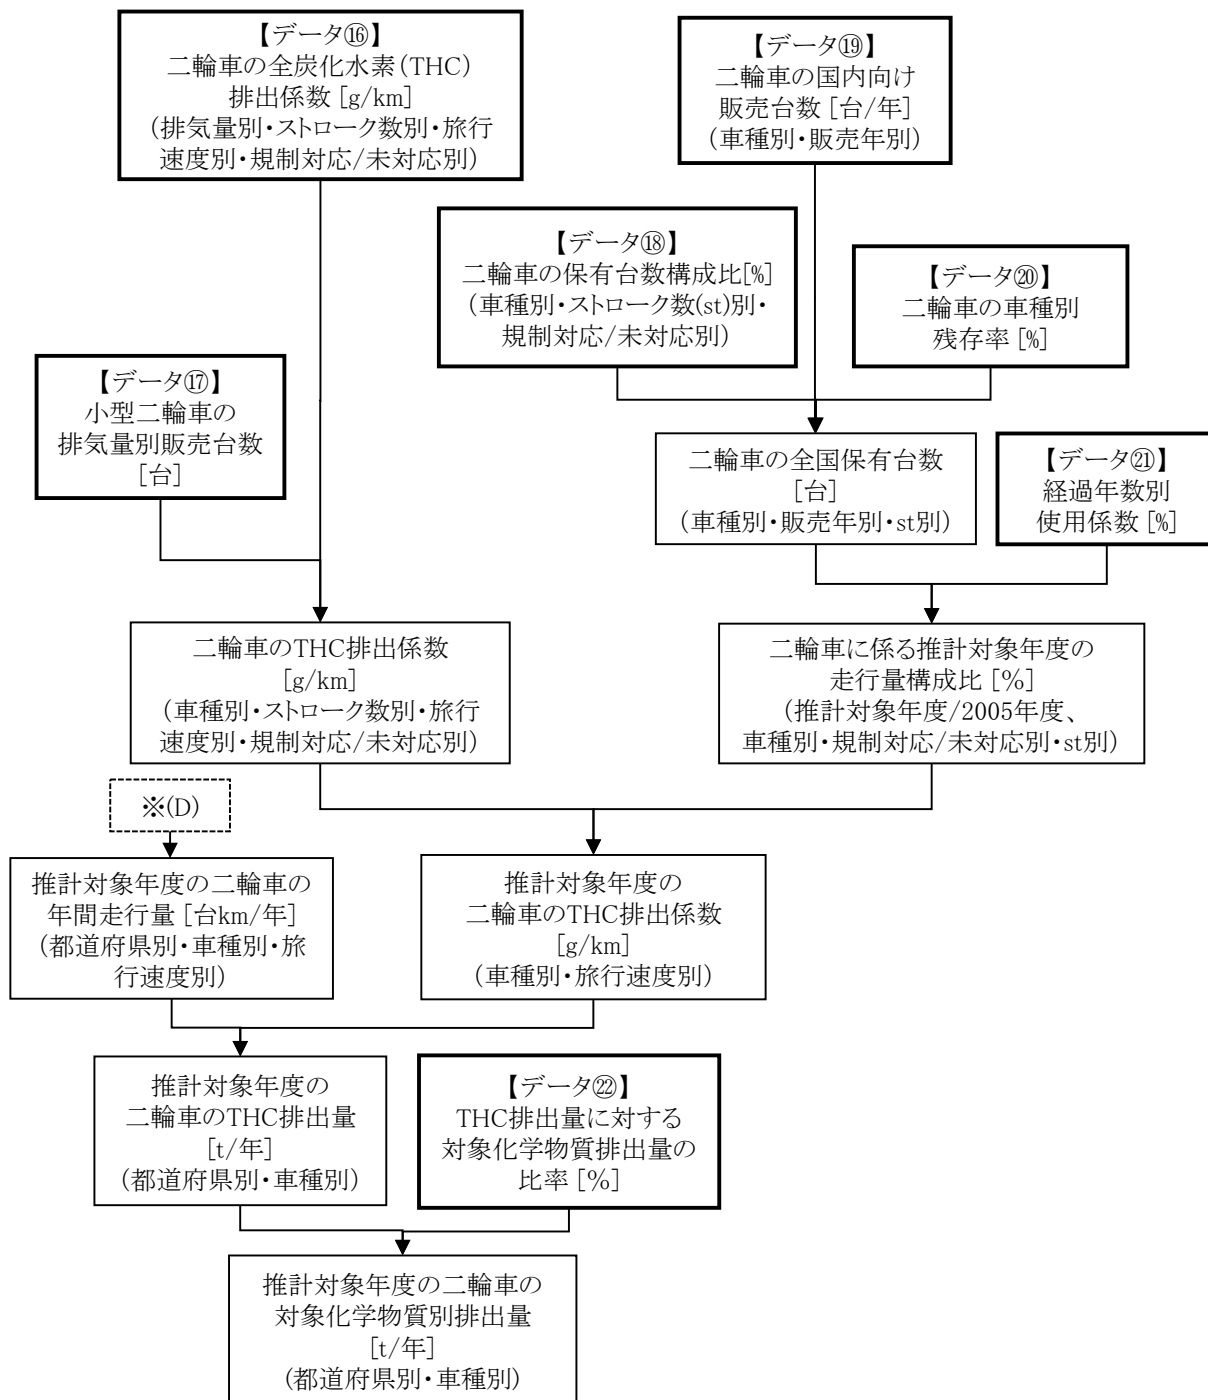 【データ⑯】
二輪車の全炭化水素(THC)
排出係数 [g/km]
(排気量別・ストローク数別・旅行
速度別・規制対応/未対応別)
【データ⑲】
二輪車の国内向け
販売台数 [台/年]
(車種別・販売年別)
【データ⑱】
二輪車の保有台数構成比[%]
(車種別・ストローク数(st)別・
規制対応/未対応別)
【データ⑳】
二輪車の車種別
残存率 [%]
【データ⑰】
小型二輪車の
排気量別販売台数
[台]
二輪車の全国保有台数
[台]
(車種別・販売年別・st別)
【データ㉑】
経過年数別
使用係数 [%]
二輪車のTHC排出係数
[g/km]
(車種別・ストローク数別・旅行
速度別・規制対応/未対応別)
二輪車に係る推計対象年度の
走行量構成比 [%]
(推計対象年度/2005年度、
車種別・規制対応/未対応別・st別)
※(D)
推計対象年度の二輪車の
年間走行量 [台km/年]
(都道府県別・車種別・旅
行速度別)
推計対象年度の
二輪車のTHC排出係数
[g/km]
(車種別・旅行速度別)
推計対象年度の
二輪車のTHC排出量
[t/年]
(都道府県別・車種別)
【データ㉒】
THC排出量に対する
対象化学物質排出量の
比率 [%]
推計対象年度の二輪車の
対象化学物質別排出量
[t/年]
(都道府県別・車種別)